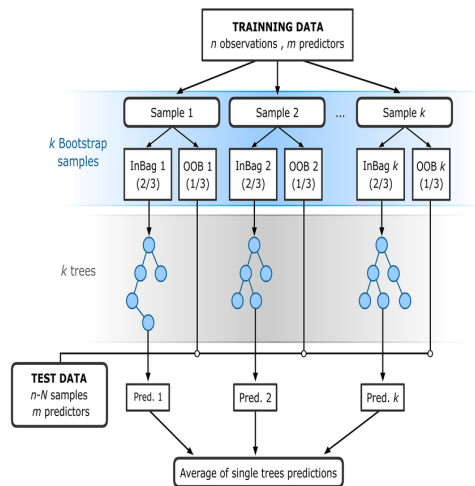 TRAINNING DATA
n observations , m predictors
Sample 1
Sample 2
...
Sample k
k Bootstrap
samples
InBag 1
(2/3)
OOB 1
(1/3)
InBag 2
(2/3)
OOB 2
(1/3)
InBag k
(2/3)
OOB k
(1/3)
k trees
TEST DATA
n-N samples
m predictors
Pred. 1
Pred. 2
Pred. k
Average of single trees predictions